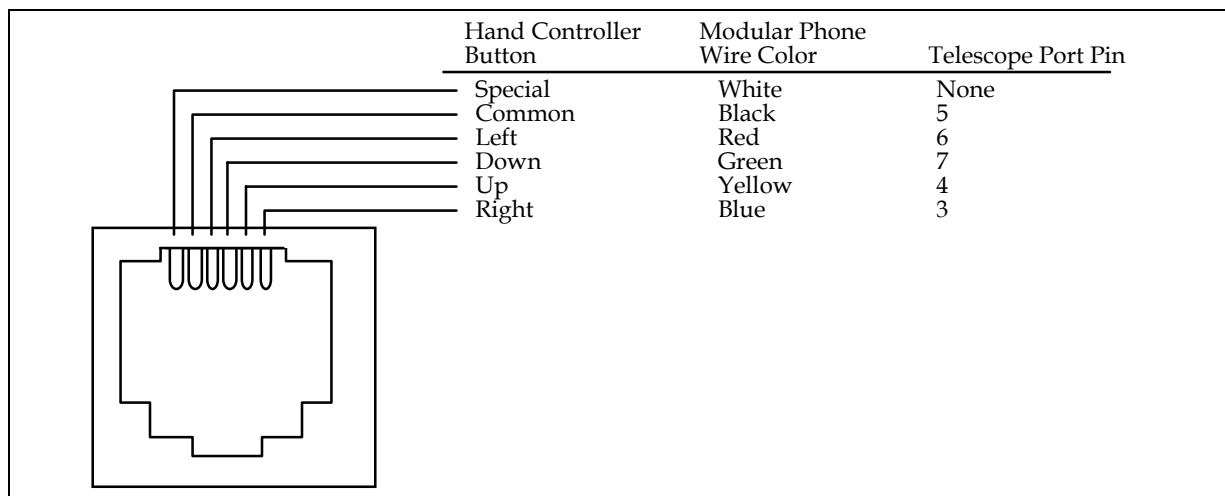 Hand Controller Button Modular Phone Wire Color Telescope Port Pin
Special White None
Common Black 5
Left Red 6
Down Green 7
Up Yellow 4
Right Blue 3